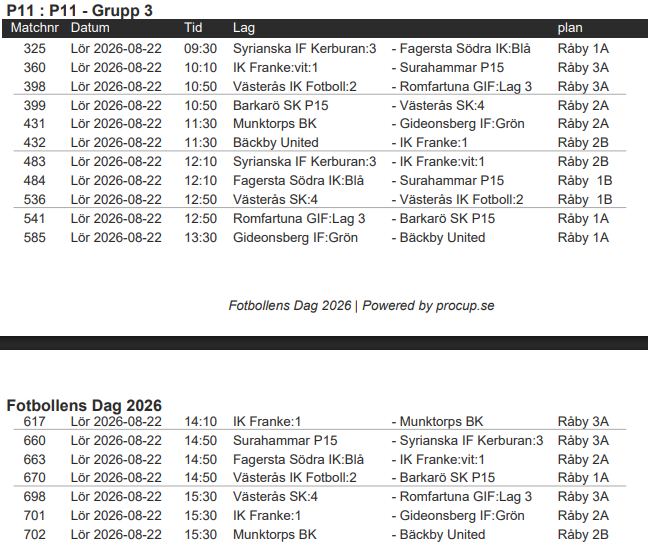 P11 : P11 - Grupp 3
Matchnr Datum Tid Lag plan
325 Lör 2026-08-22 09:30 Syrianska IF Kerburan:3 - Fagersta Södra IK:Blå Råby 1A
360 Lör 2026-08-22 10:10 IK Franke:vit:1 - Surahammar P15 Råby 3A
398 Lör 2026-08-22 10:50 Västerås IK Fotboll:2 - Romfartuna GIF:Lag 3 Råby 3A
399 Lör 2026-08-22 10:50 Barkarö SK P15 - Västerås SK:4 Råby 2A
431 Lör 2026-08-22 11:30 Munktorps BK - Gideonsberg IF:Grön Råby 2A
432 Lör 2026-08-22 11:30 Bäckby United - IK Franke:1 Råby 2B
483 Lör 2026-08-22 12:10 Syrianska IF Kerburan:3 - IK Franke:vit:1 Råby 2B
484 Lör 2026-08-22 12:10 Fagersta Södra IK:Blå - Surahammar P15 Råby 1B
536 Lör 2026-08-22 12:50 Västerås SK:4 - Västerås IK Fotboll:2 Råby 1B
541 Lör 2026-08-22 12:50 Romfartuna GIF:Lag 3 - Barkarö SK P15 Råby 1A
585 Lör 2026-08-22 13:30 Gideonsberg IF:Grön - Bäckby United Råby 1A
Fotbollens Dag 2026 | Powered by procup.se
Fotbollens Dag 2026
617 Lör 2026-08-22 14:10 IK Franke:1 - Munktorps BK Råby 3A
660 Lör 2026-08-22 14:50 Surahammar P15 - Syrianska IF Kerburan:3 Råby 3A
663 Lör 2026-08-22 14:50 Fagersta Södra IK:Blå - IK Franke:vit:1 Råby 2A
670 Lör 2026-08-22 14:50 Västerås IK Fotboll:2 - Barkarö SK P15 Råby 1A
698 Lör 2026-08-22 15:30 Västerås SK:4 - Romfartuna GIF:Lag 3 Råby 3A
701 Lör 2026-08-22 15:30 IK Franke:1 - Gideonsberg IF:Grön Råby 2A
702 Lör 2026-08-22 15:30 Munktorps BK - Bäckby United Råby 2B